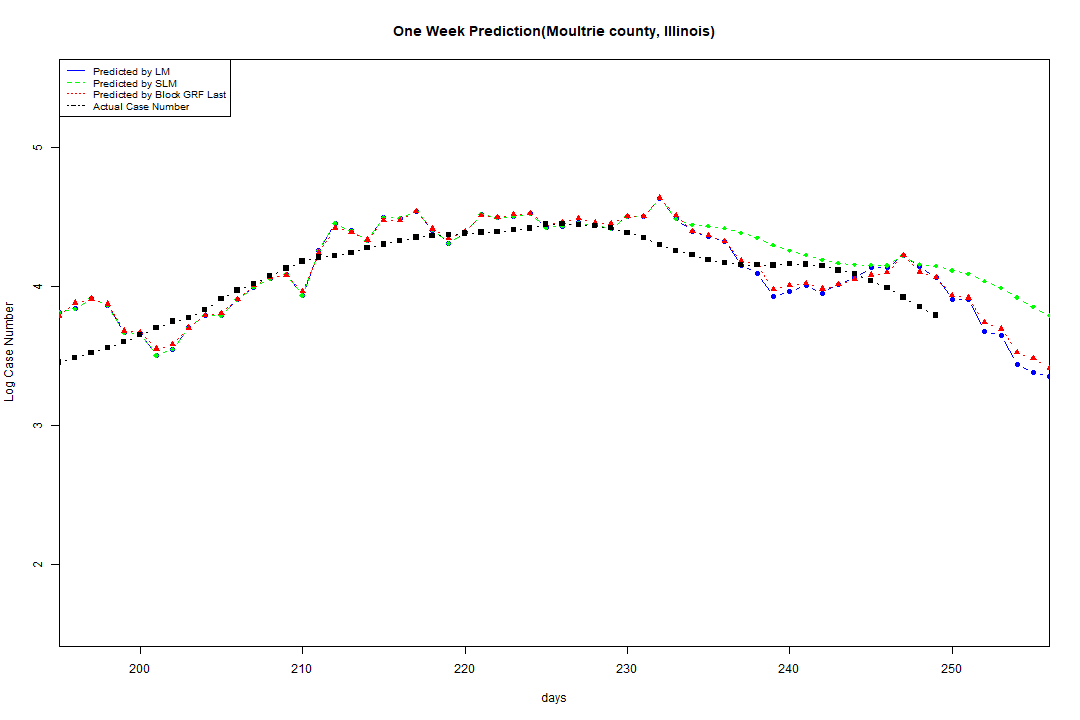 One Week Prediction(Moultrie county, Illinois)
Predicted by LM
Predicted by SLM
Predicted by Block GRF Last
Actual Case Number
5
4
3
2
Log Case Number
200
210
220
230
240
250
days